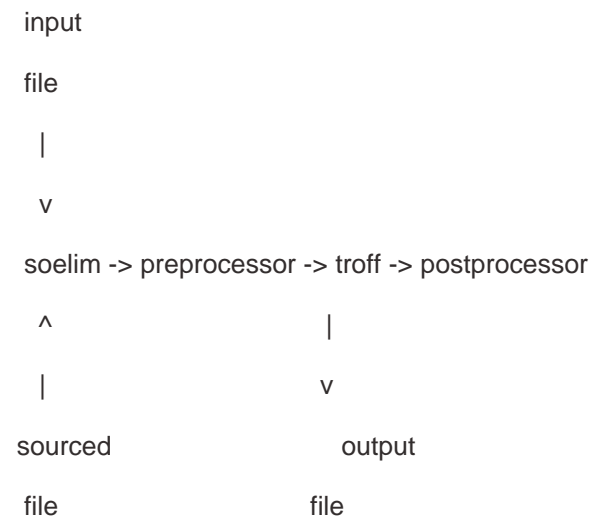 input
file
|
v
soelim -> preprocessor -> troff -> postprocessor
^ |
| v
sourced output
file file